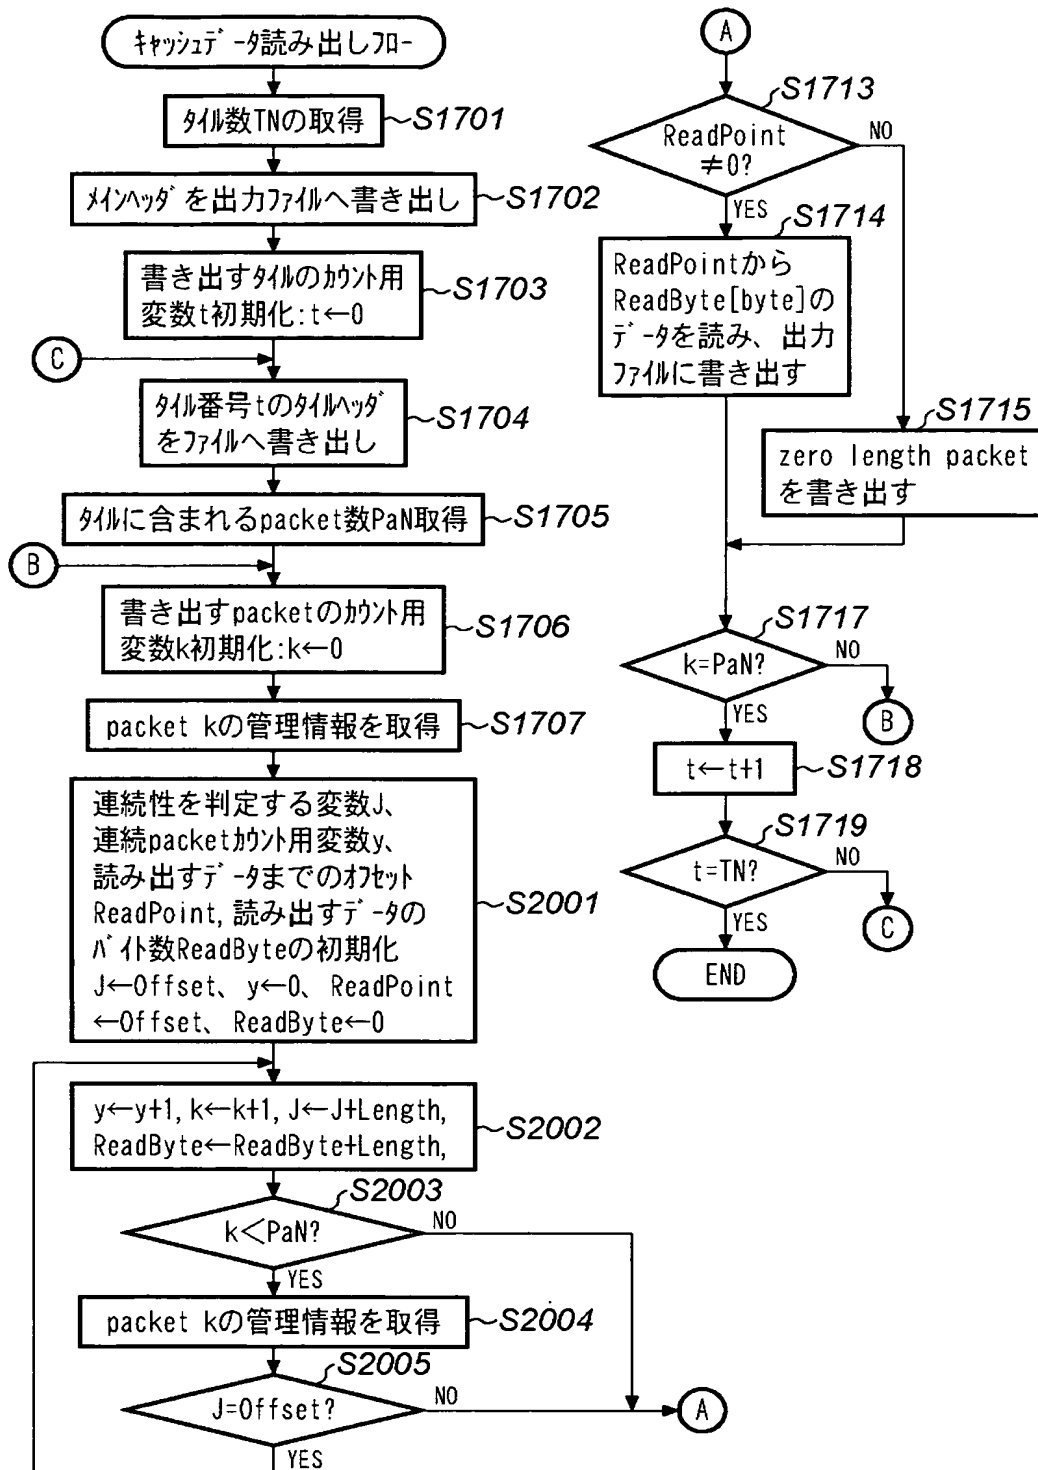 キャッシュデータ読み出しフロー
タイル数TNの取得
S1701
メインヘッダを出力ファイルへ書き出し
S1702
書き出すタイルのカウント用
変数t初期化:t←0
S1703
C
タイル番号tのタイルヘッダ
をファイルへ書き出し
S1704
タイルに含まれるpacket数PaN取得
S1705
B
書き出すpacketのカウント用
変数k初期化:k←0
S1706
packet kの管理情報を取得
S1707
連続性を判定する変数J、
連続packetカウント用変数y、
読み出すデータまでのオフセット
ReadPoint,読み出すデータの
バイト数ReadByteの初期化
J←Offset、y←0、ReadPoint
←Offset、ReadByte←0
S2001
y←y+1,k←k+1,J←J+Length,
ReadByte←ReadByte+Length,
S2002
S2003
k<PaN?
NO
YES
packet kの管理情報を取得
S2004
S2005
J=Offset?
NO
A
YES
A
S1713
ReadPoint
≠0?
NO
YES
S1714
ReadPointから
ReadByte[byte]の
データを読み、出力
ファイルに書き出す
S1715
zero length packet
を書き出す
S1717
k=PaN?
NO
YES
B
t←t+1
S1718
S1719
t=TN?
NO
YES
C
END